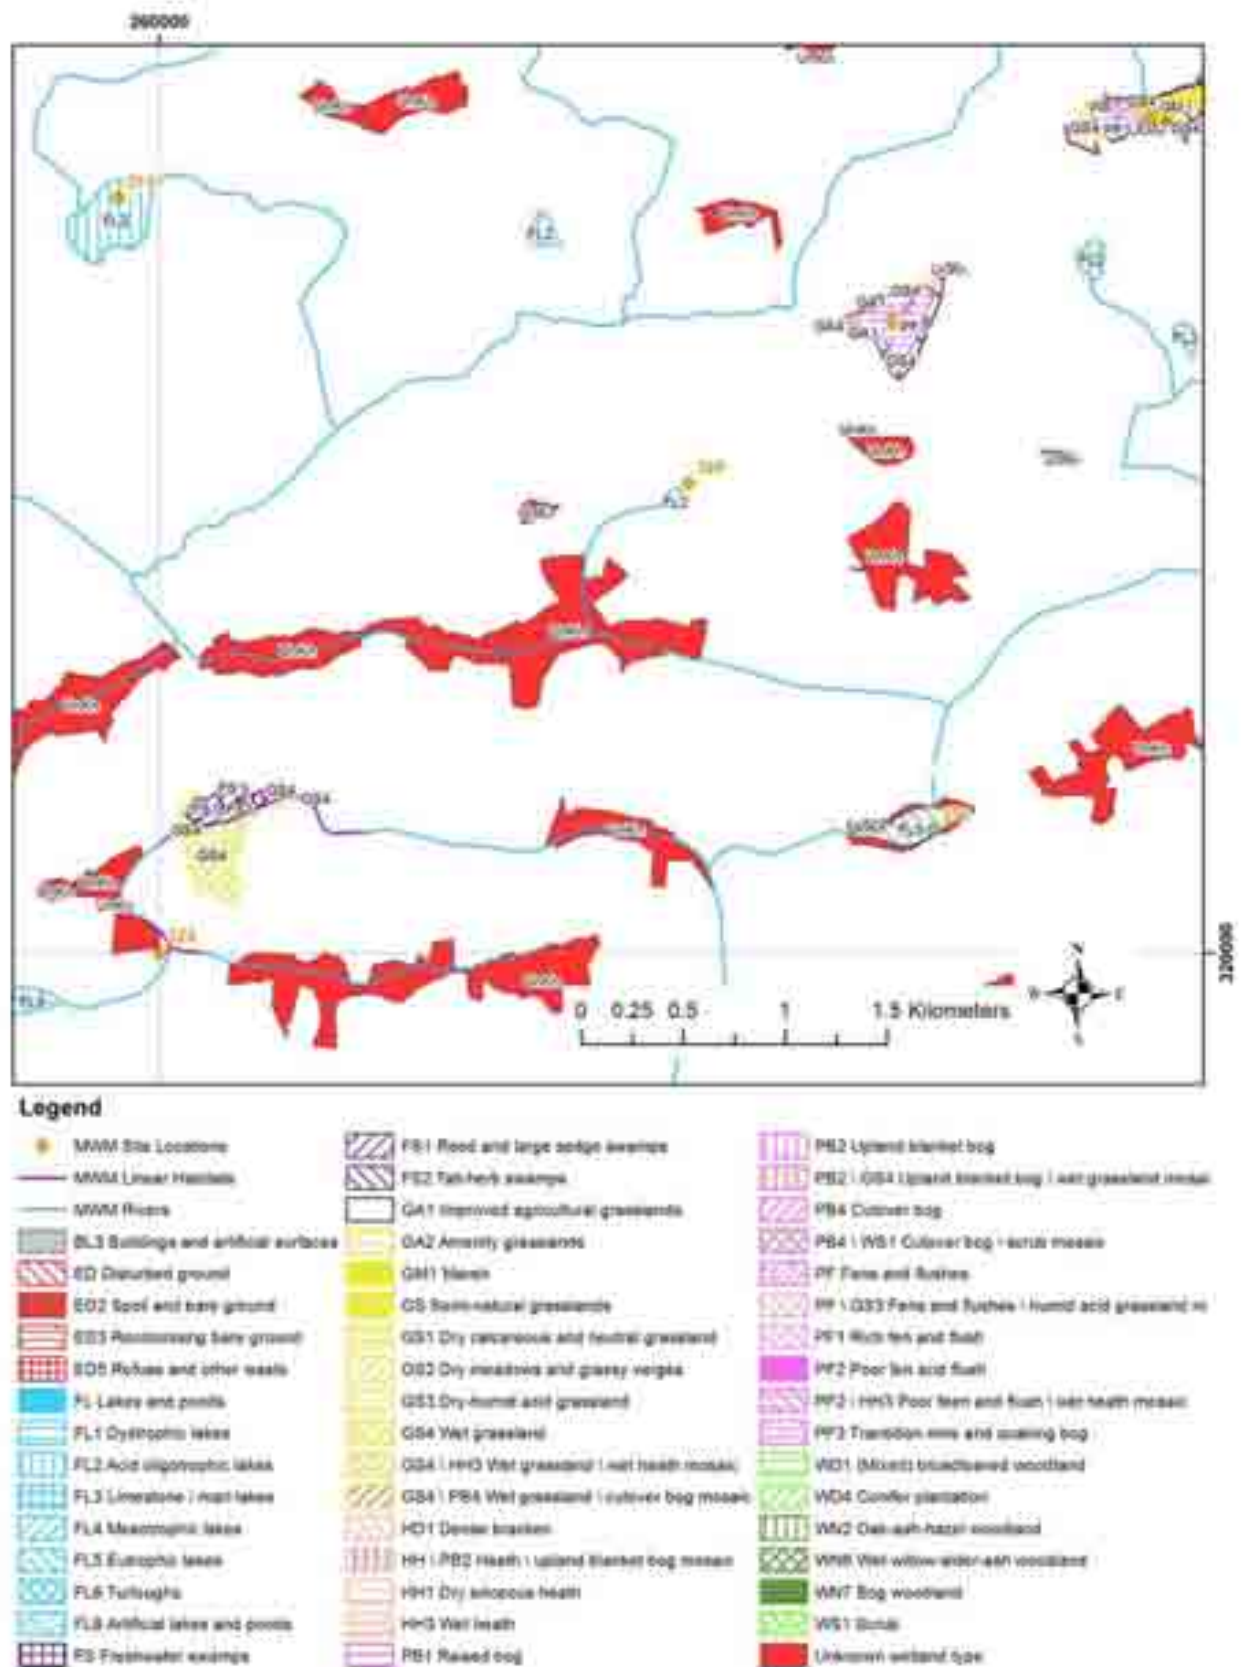 260000
FL2
GS4
GS4
GS4
GA1
FL2
GS4
GS4
GS4
320000
N
W
E
S
0 0.25 0.5 1 1.5 Kilometers
Legend
MWM Site Locations
MWM Linear Habitats
MWM Rivers
BL3 Buildings and artificial surfaces
ED Disturbed ground
ED2 Spoil and bare ground
ED3 Recolonising bare ground
ED5 Refuse and other waste
FL Lakes and ponds
FL1 Dystrophic lakes
FL2 Acid oligotrophic lakes
FL3 Limestone / marl lakes
FL4 Mesotrophic lakes
FL5 Eutrophic lakes
FL6 Turloughs
FL8 Artificial lakes and ponds
FS Freshwater swamps
FS1 Reed and large sedge swamps
FS2 Tall-herb swamps
GA1 Improved agricultural grasslands
GA2 Amenity grasslands
GM1 Marsh
GS Semi-natural grasslands
GS1 Dry calcareous and neutral grassland
GS2 Dry meadows and grassy verges
GS3 Dry-humid acid grassland
GS4 Wet grassland
GS4 \ HH3 Wet grassland \ wet heath mosaic
GS4 \ PB4 Wet grassland \ cutover bog mosaic
HD1 Dense bracken
HH \ PB2 Heath \ upland blanket bog mosaic
HH1 Dry siliceous heath
HH3 Wet heath
PB1 Raised bog
PB2 Upland blanket bog
PB2 \ GS4 Upland blanket bog \ wet grassland mosai
PB4 Cutover bog
PB4 \ WS1 Cutover bog \ scrub mosaic
PF Fens and flushes
PF \ GS3 Fens and flushes \ humid acid grassland m
PF1 Rich fen and flush
PF2 Poor fen acid flush
PF2 \ HH3 Poor feen and flush \ wet heath mosaic
PF3 Transition mire and quaking bog
WD1 (Mixed) broadleaved woodland
WD4 Conifer plantation
WN2 Oak-ash-hazel woodland
WN6 Wet willow-alder-ash woodland
WN7 Bog woodland
WS1 Scrub
Unknown wetland type